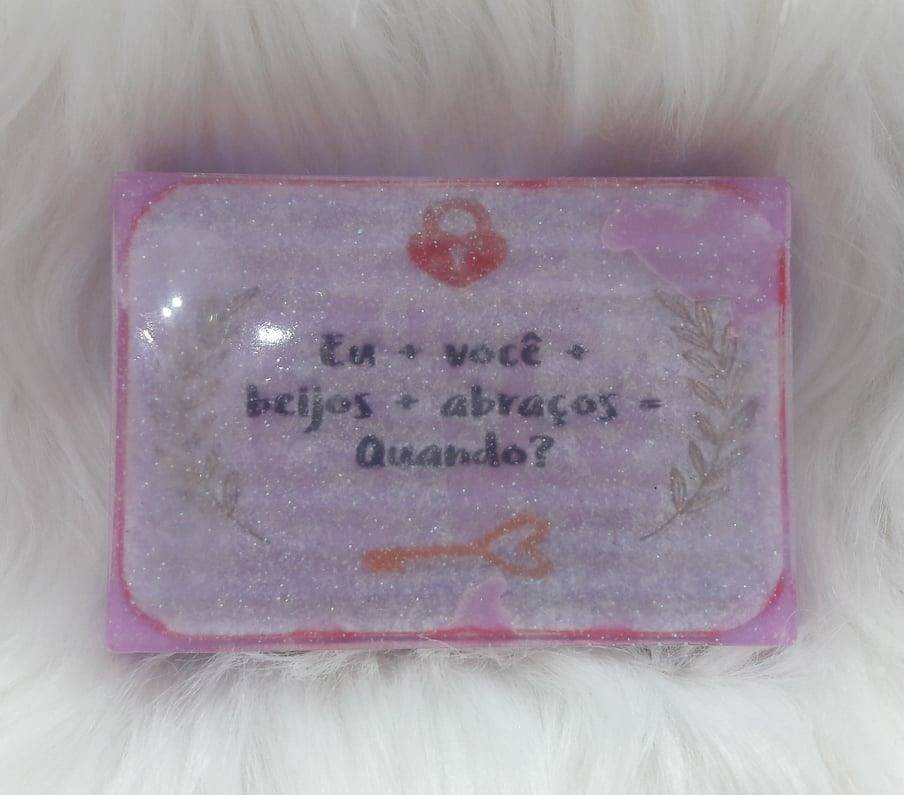 Eu + você +
beijos + abraços =
Quando?